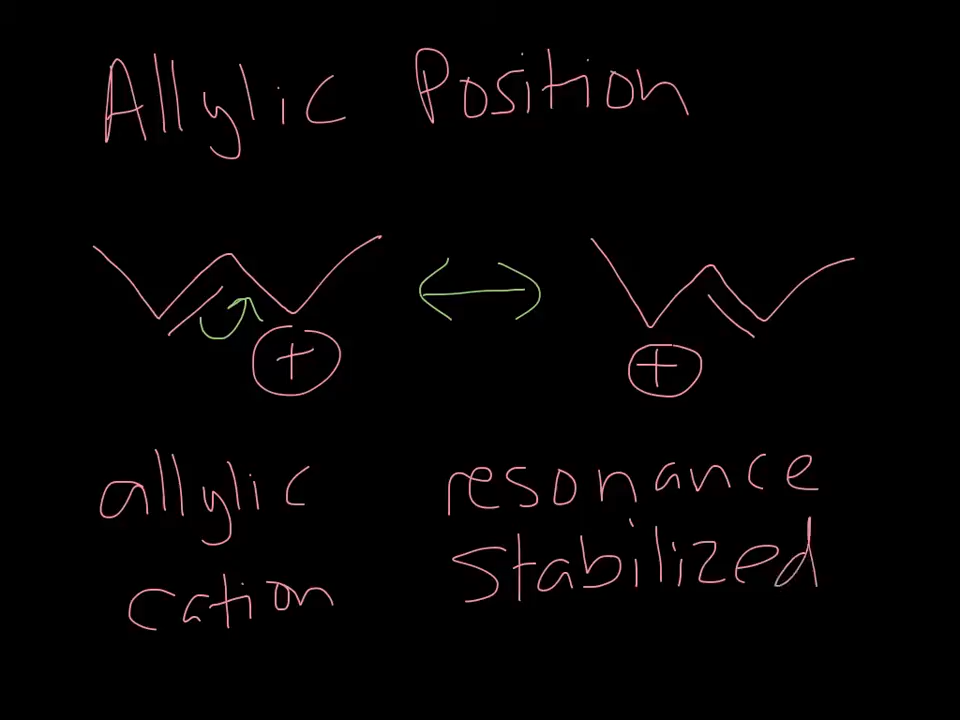 Allylic Position
+ +
allylic resonance
cation stabilized